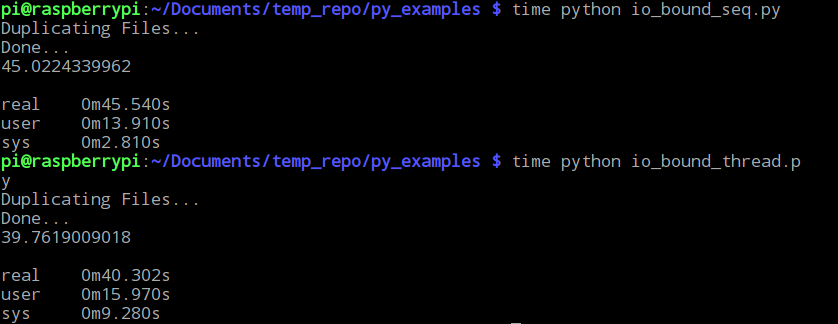 pi@raspberrypi:~/Documents/temp_repo/py_examples $ time python io_bound_seq.py
Duplicating Files...
Done...
45.0224339962
real    0m45.540s
user    0m13.910s
sys     0m2.810s
pi@raspberrypi:~/Documents/temp_repo/py_examples $ time python io_bound_thread.p
y
Duplicating Files...
Done...
39.7619009018
real    0m40.302s
user    0m15.970s
sys     0m9.280s